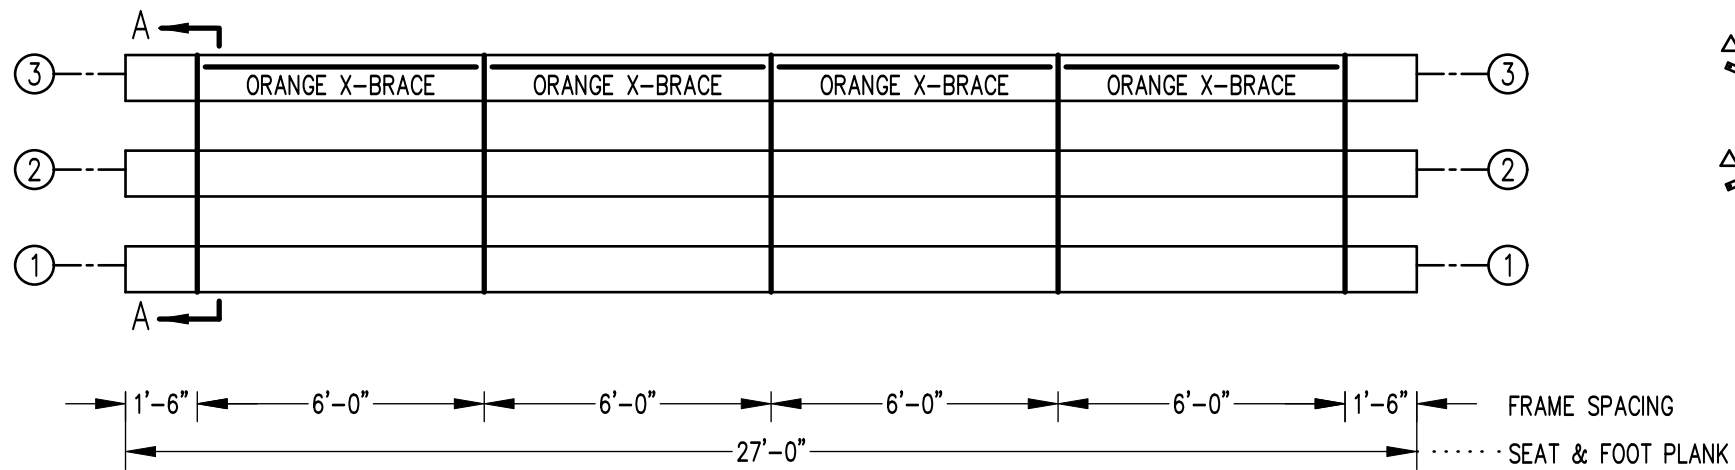 A
3 ORANGE X-BRACE ORANGE X-BRACE ORANGE X-BRACE ORANGE X-BRACE 3
2 2
1 1
A
1'-6" 6'-0" 6'-0" 6'-0" 6'-0" 1'-6" FRAME SPACING
27'-0" SEAT & FOOT PLANK